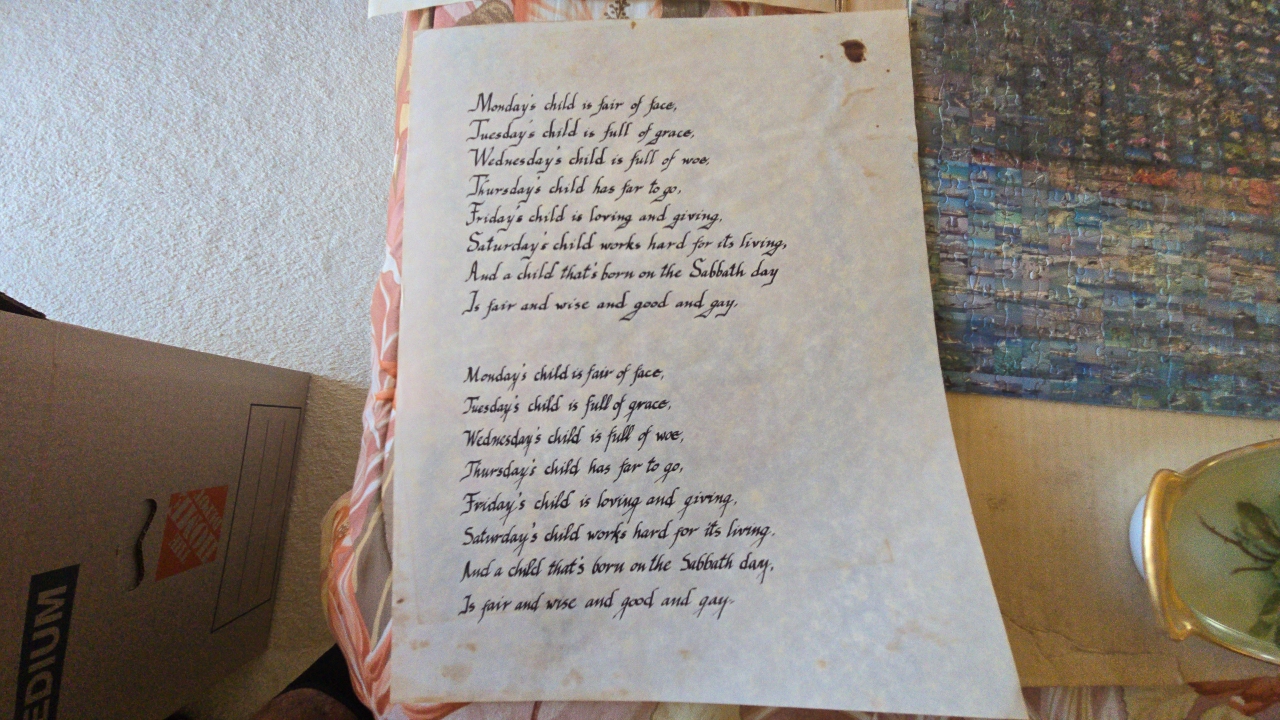 Monday's child is fair of face,
Tuesday's child is full of grace,
Wednesday's child is full of woe,
Thursday's child has far to go,
Friday's child is loving and giving,
Saturday's child works hard for its living,
And a child that's born on the Sabbath day
Is fair and wise and good and gay.
Monday's child is fair of face,
Tuesday's child is full of grace,
Wednesday's child is full of woe,
Thursday's child has far to go,
Friday's child is loving and giving,
Saturday's child works hard for its living,
And a child that's born on the Sabbath day,
Is fair and wise and good and gay.
EDIUM